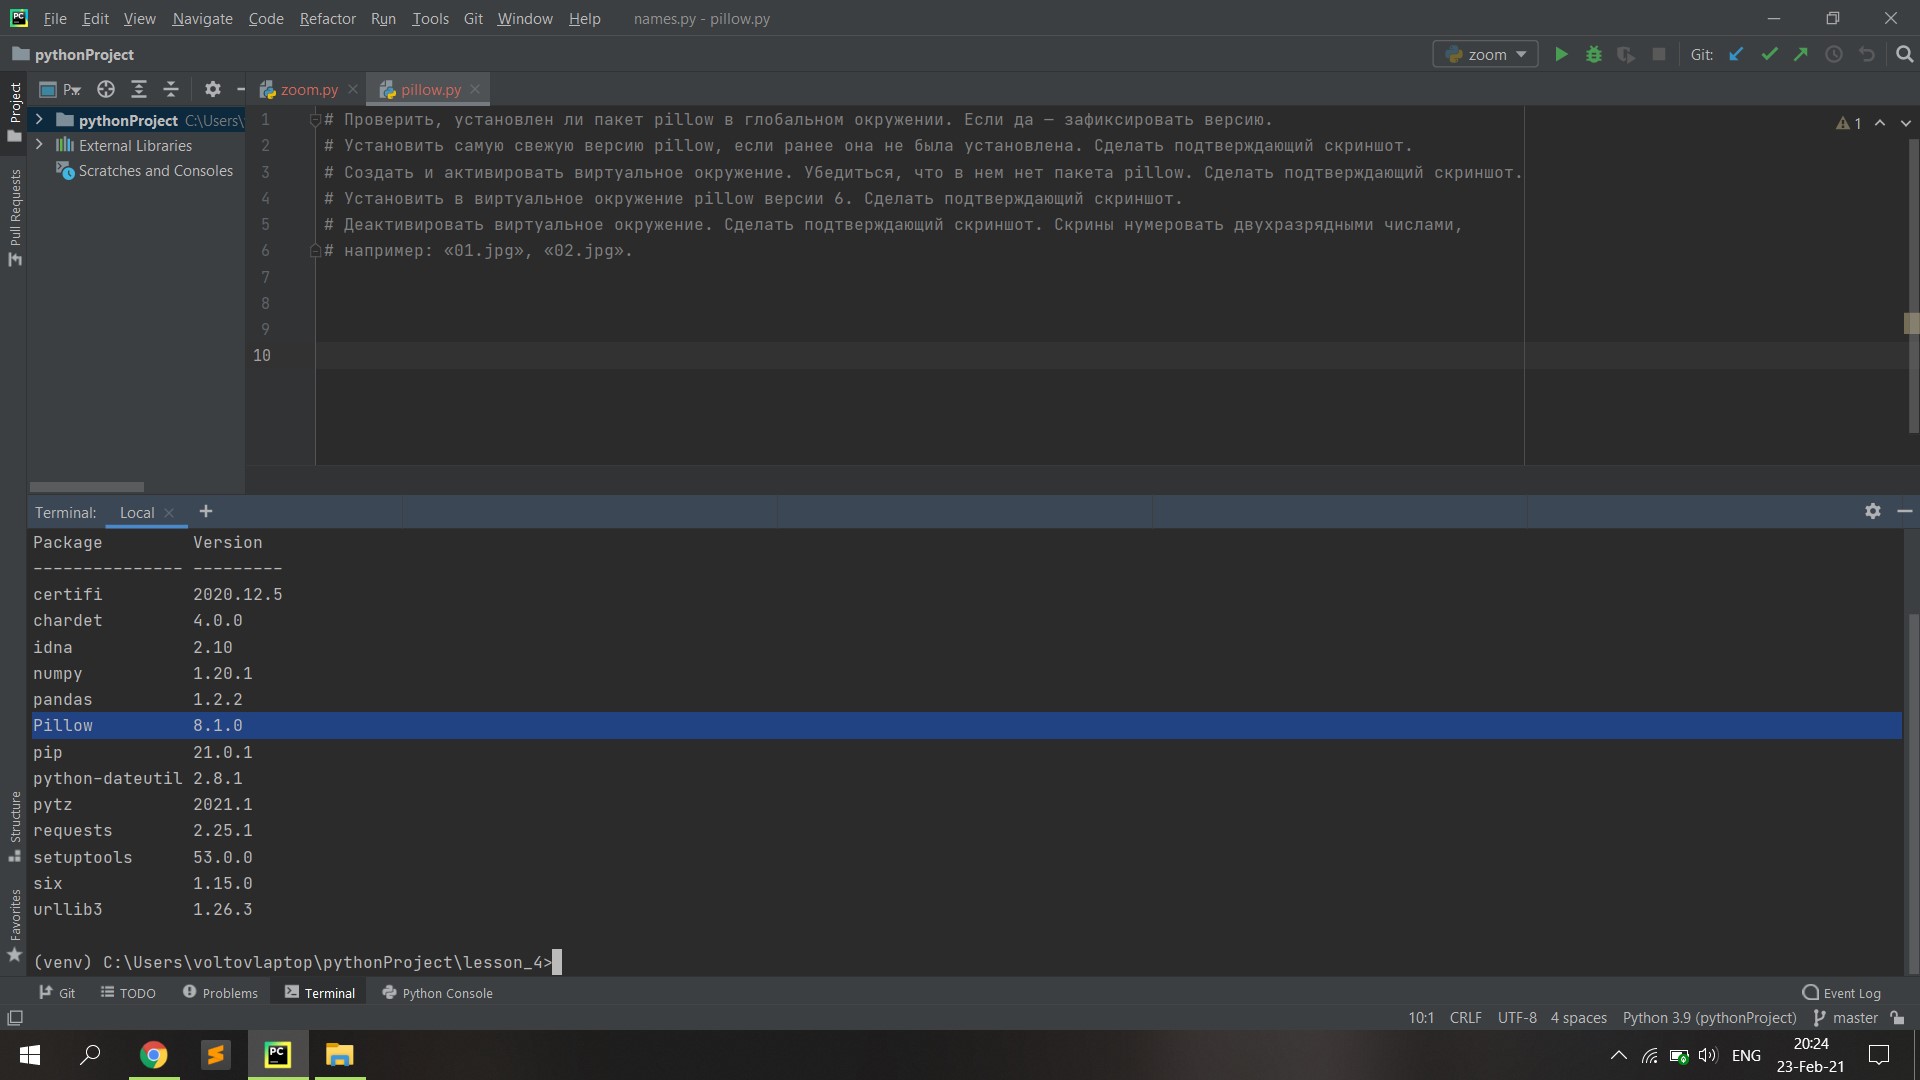 File Edit View Navigate Code Refactor Run Tools Git Window Help names.py - pillow.py
pythonProject
zoom
Git:
P
zoom.py
pillow.py
Project
Pull Requests
Structure
Favorites
pythonProject C:\Users\
External Libraries
Scratches and Consoles
1 # Проверить, установлен ли пакет pillow в глобальном окружении. Если да — зафиксировать версию.
2 # Установить самую свежую версию pillow, если ранее она не была установлена. Сделать подтверждающий скриншот.
3 # Создать и активировать виртуальное окружение. Убедиться, что в нем нет пакета pillow. Сделать подтверждающий скриншот.
4 # Установить в виртуальное окружение pillow версии 6. Сделать подтверждающий скриншот.
5 # Деактивировать виртуальное окружение. Сделать подтверждающий скриншот. Скрины нумеровать двухразрядными числами,
6 # например: «01.jpg», «02.jpg».
7
8
9
10
1
Terminal: Local +
Package Version
--------------- ---------
certifi 2020.12.5
chardet 4.0.0
idna 2.10
numpy 1.20.1
pandas 1.2.2
Pillow 8.1.0
pip 21.0.1
python-dateutil 2.8.1
pytz 2021.1
requests 2.25.1
setuptools 53.0.0
six 1.15.0
urllib3 1.26.3
(venv) C:\Users\voltovlaptop\pythonProject\lesson_4>
Git TODO Problems Terminal Python Console Event Log
10:1 CRLF UTF-8 4 spaces Python 3.9 (pythonProject) master
PC
ENG
20:24
23-Feb-21